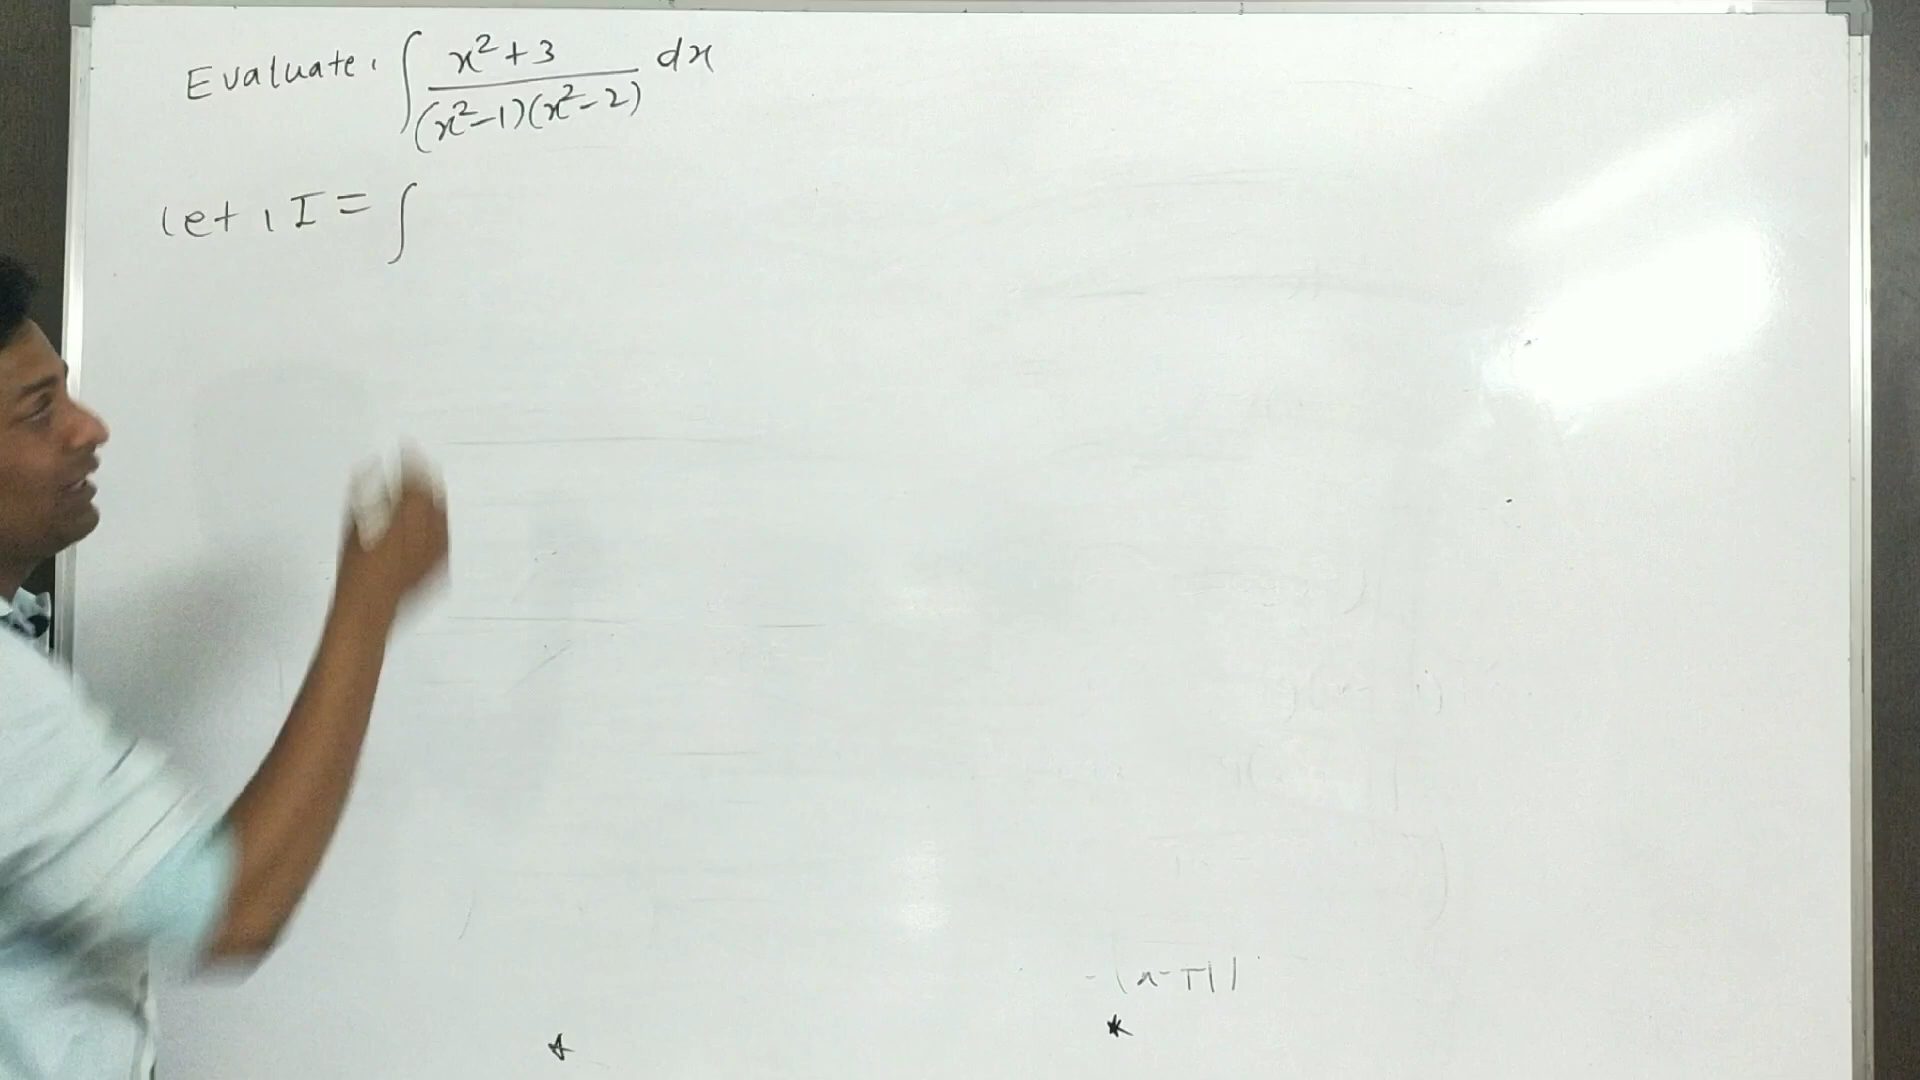 Evaluate, ∫ x²+3 / (x²-1)(x²-2) dx
let, I = ∫